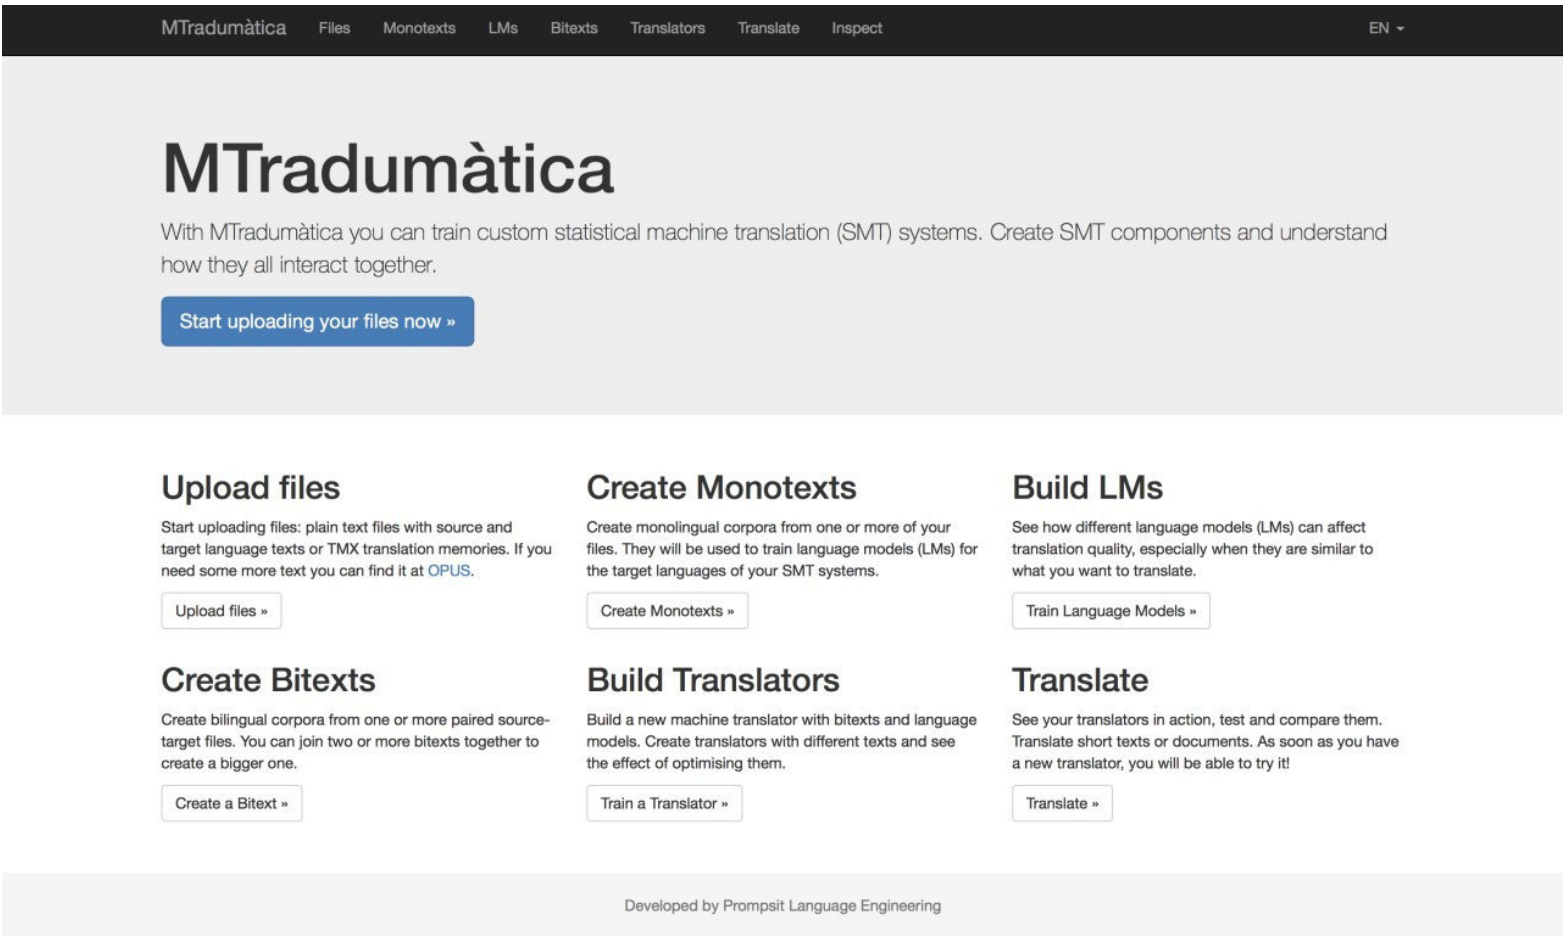 MTradumàtica Files Monotexts LMs Bitexts Translators Translate Inspect EN
MTradumàtica
With MTradumàtica you can train custom statistical machine translation (SMT) systems. Create SMT components and understand
how they all interact together.
Start uploading your files now »
Upload files
Start uploading files: plain text files with source and
target language texts or TMX translation memories. If you
need some more text you can find it at OPUS.
Upload files »
Create Monotexts
Create monolingual corpora from one or more of your
files. They will be used to train language models (LMs) for
the target languages of your SMT systems.
Create Monotexts »
Build LMs
See how different language models (LMs) can affect
translation quality, especially when they are similar to
what you want to translate.
Train Language Models »
Create Bitexts
Create bilingual corpora from one or more paired source-
target files. You can join two or more bitexts together to
create a bigger one.
Create a Bitext »
Build Translators
Build a new machine translator with bitexts and language
models. Create translators with different texts and see
the effect of optimising them.
Train a Translator »
Translate
See your translators in action, test and compare them.
Translate short texts or documents. As soon as you have
a new translator, you will be able to try it!
Translate »
Developed by Prompsit Language Engineering